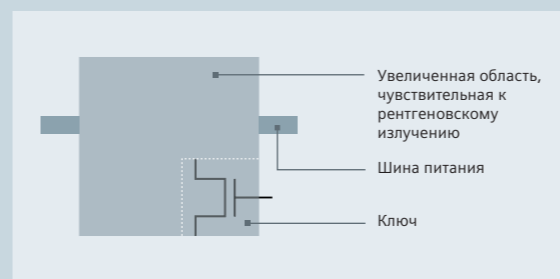 Увеличенная область,
чувствительная к
рентгеновскому
излучению
Шина питания
Ключ